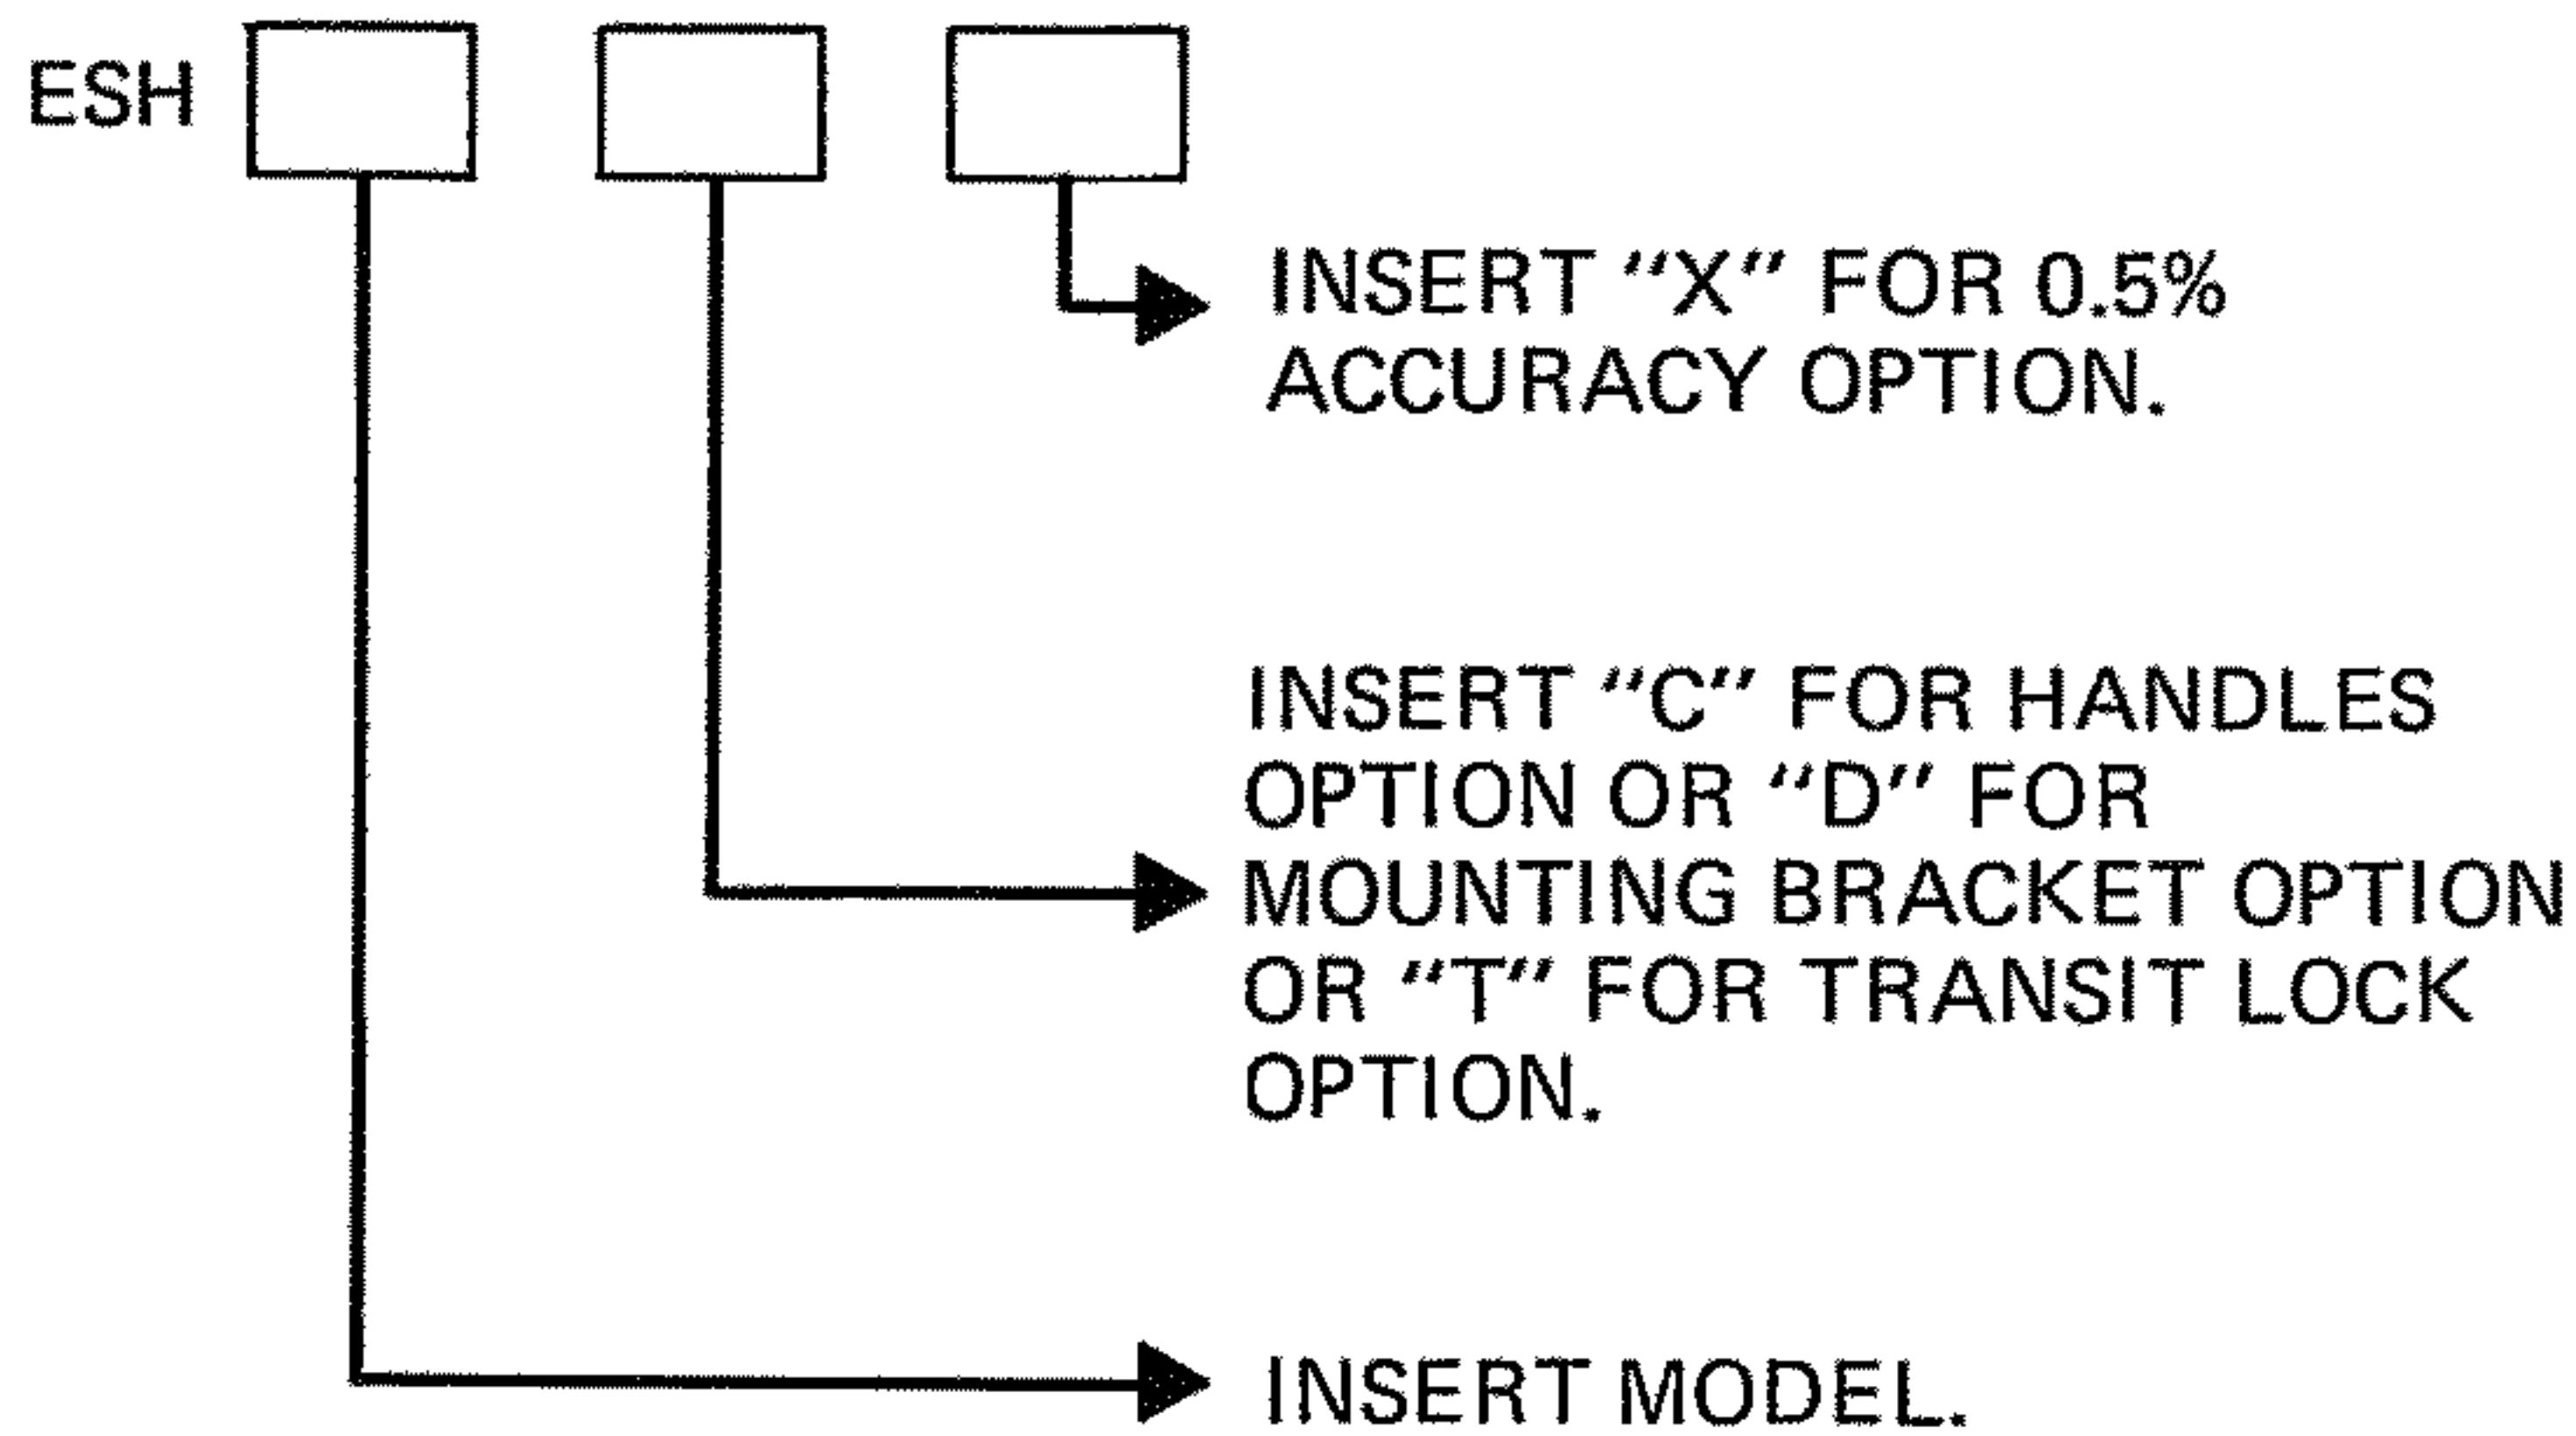 ESH
INSERT "X" FOR 0.5%
ACCURACY OPTION.
INSERT "C" FOR HANDLES
OPTION OR "D" FOR
MOUNTING BRACKET OPTION
OR "T" FOR TRANSIT LOCK
OPTION.
INSERT MODEL.